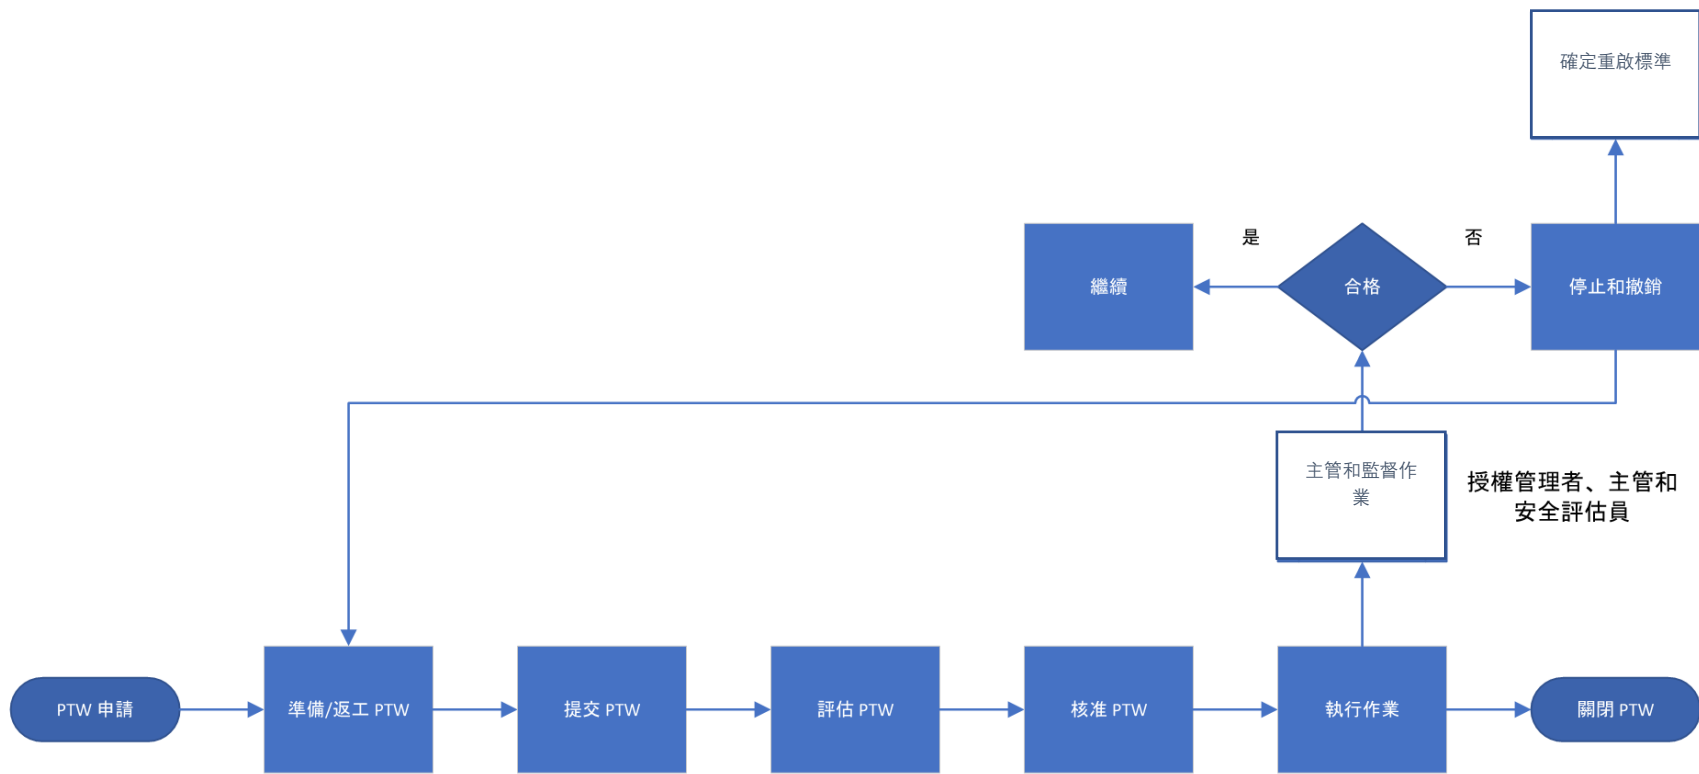 確定重啟標準
是
否
繼續
合格
停止和撤銷
主管和監督作
業
授權管理者、主管和
安全評估員
PTW 申請
準備/返工 PTW
提交 PTW
評估 PTW
核准 PTW
執行作業
關閉 PTW